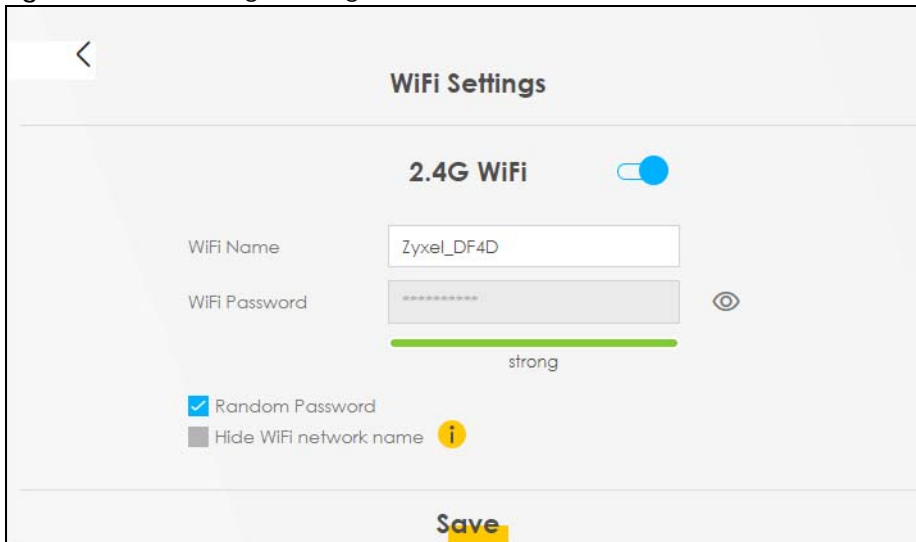 WiFi Settings
2.4G WiFi
WiFi Name Zyxel_DF4D
WiFi Password **********
strong
Random Password
Hide WiFi network name i
Save